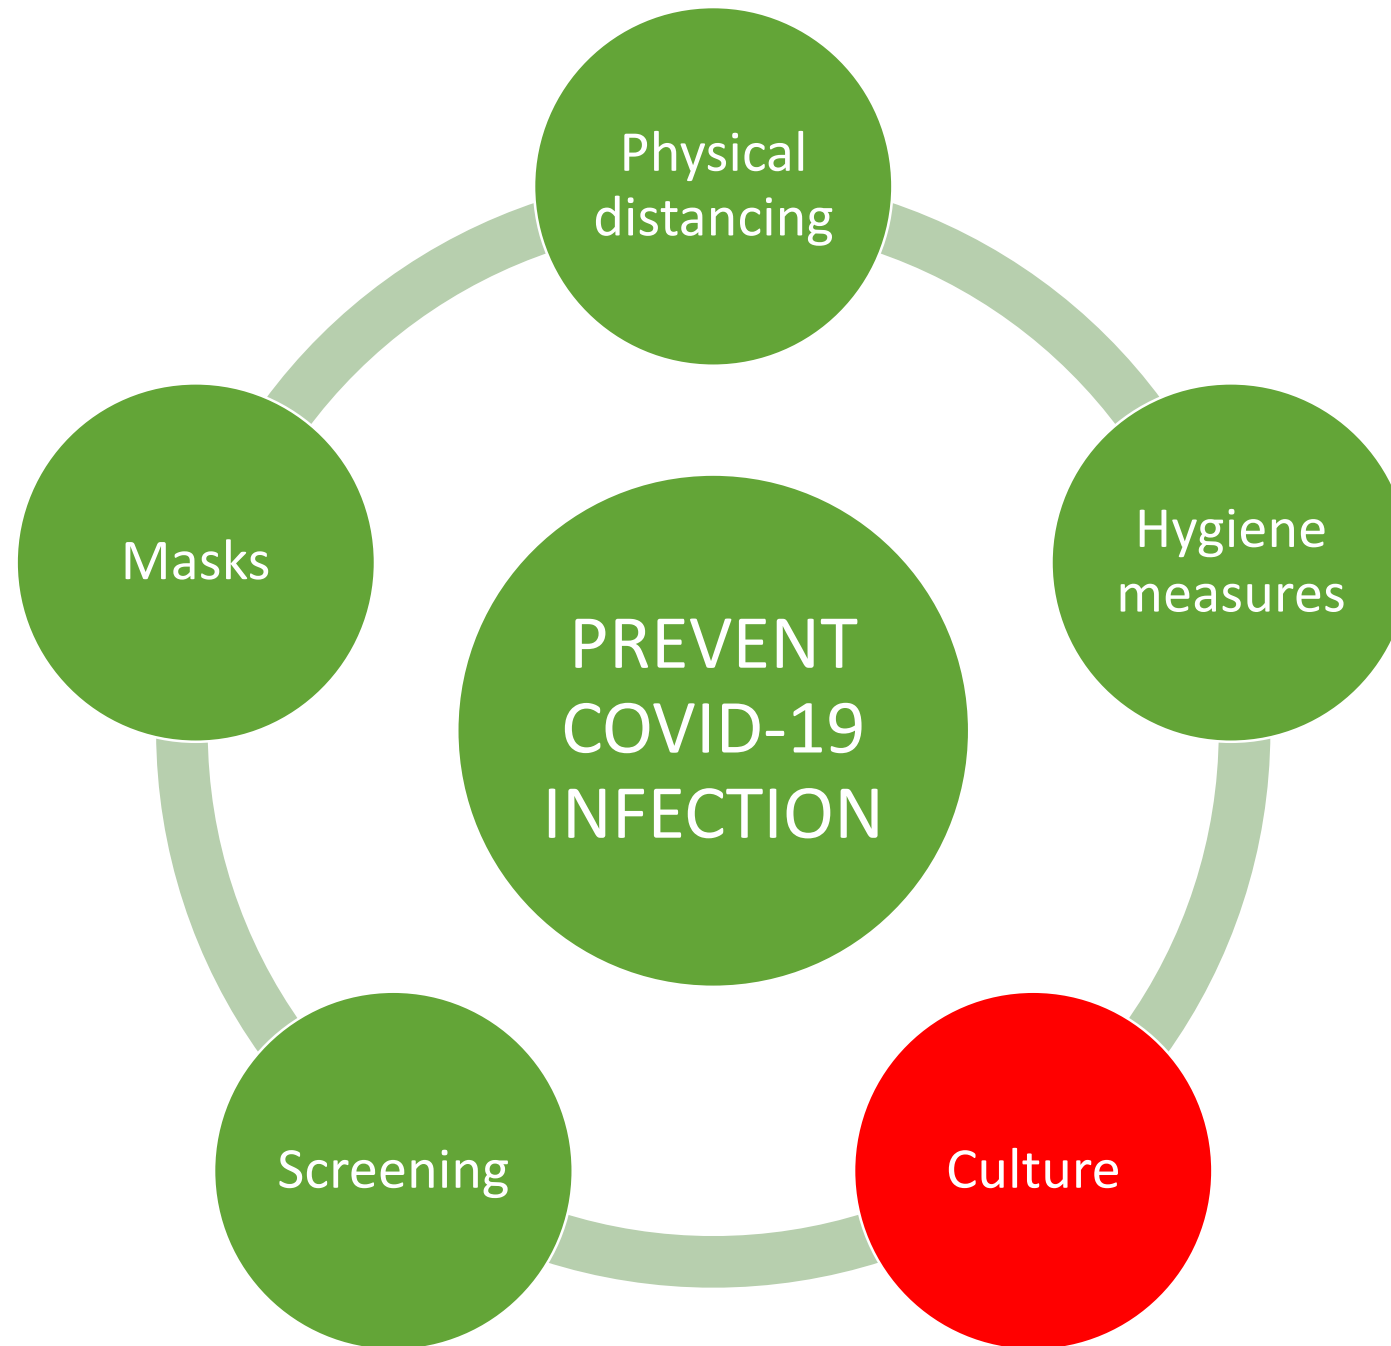 Physical
distancing
Hygiene
measures
Masks
PREVENT
COVID-19
INFECTION
Screening
Culture